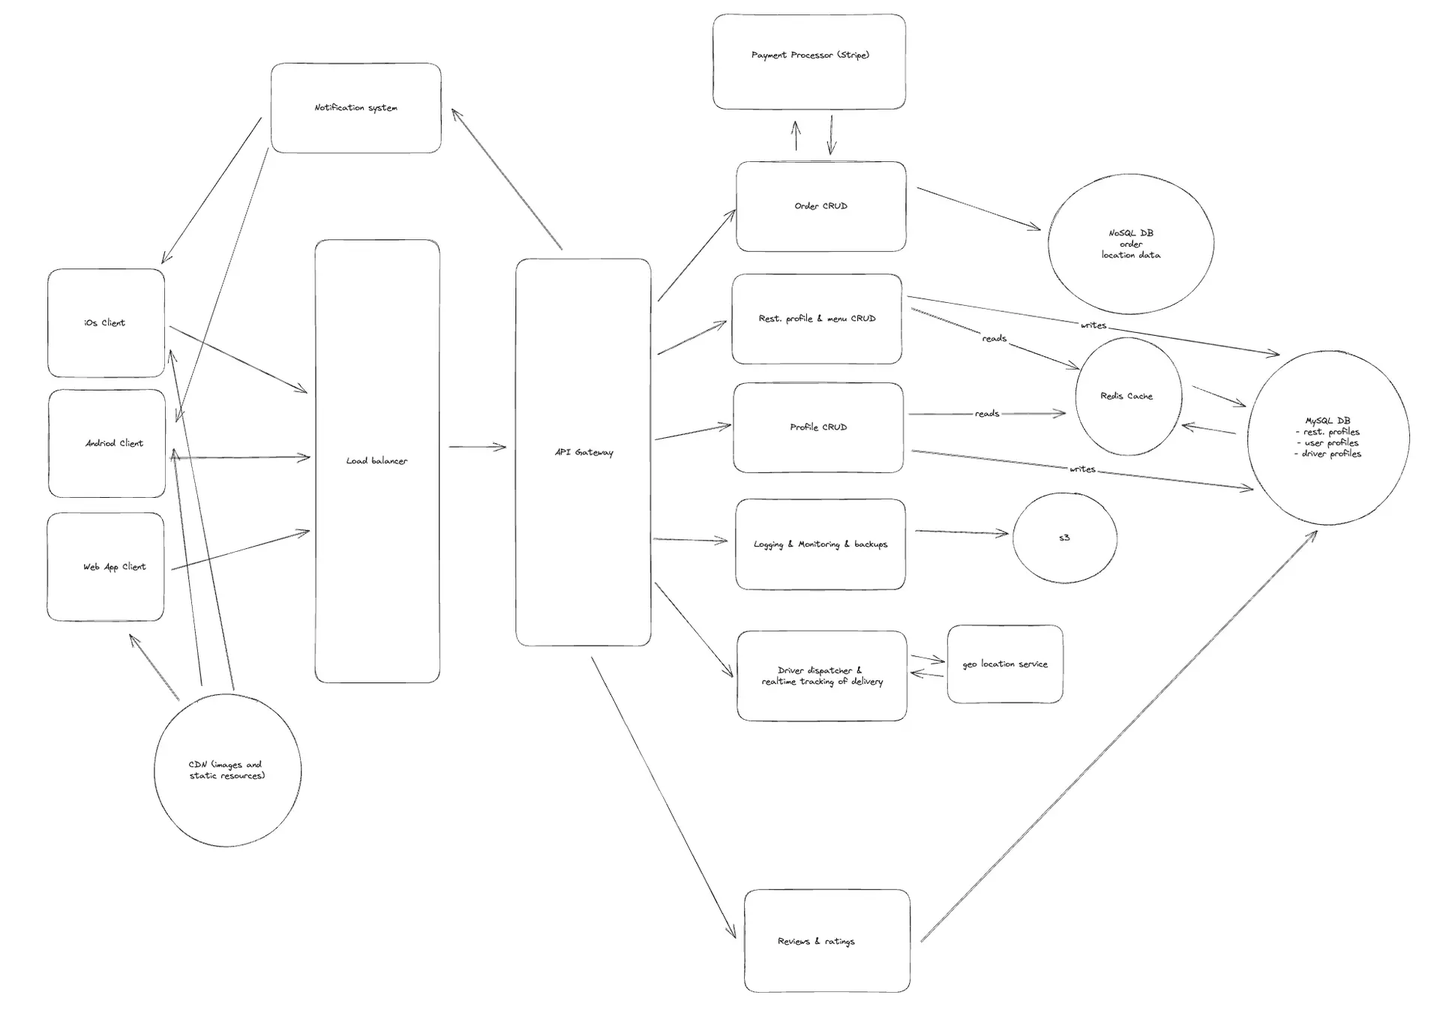 Payment Processor (Stripe)
Notification system
Order CRUD
NoSQL DB
order
location data
iOs Client
Rest. profile & menu CRUD
writes
reads
Redis Cache
Andriod Client
Load balancer
API Gateway
Profile CRUD
reads
MySQL DB
- rest. profiles
- user profiles
- driver profiles
writes
Web App Client
Logging & Monitoring & backups
s3
Driver dispatcher &
realtime tracking of delivery
geo location service
CDN (images and
static resources)
Reviews & ratings